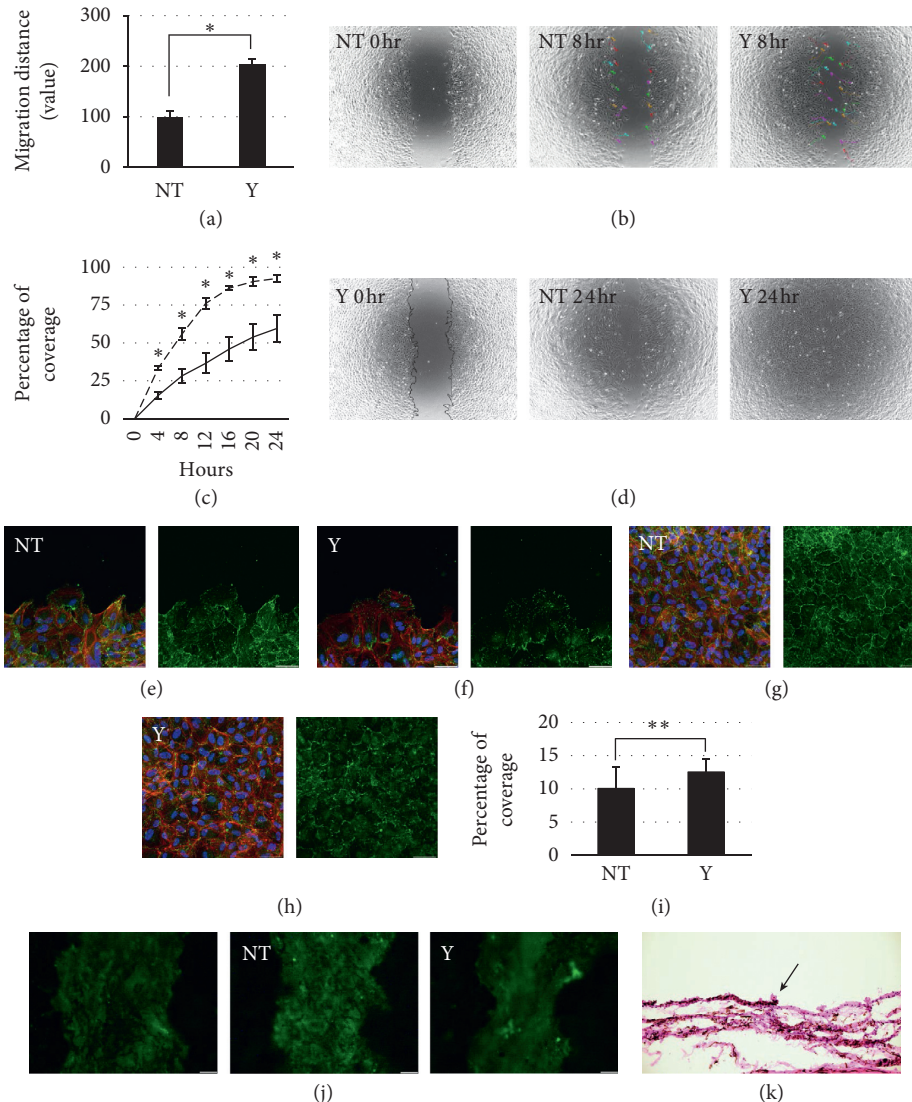 300
200
100
0
Migration distance
(value)
*
NT
Y
(a)
NT 0hr
NT 8hr
Y 8hr
(b)
100
75
50
25
0
Percentage of
coverage
*
*
*
*
*
*
0
4
8
12
16
20
24
Hours
(c)
Y 0hr
NT 24hr
Y 24hr
(d)
NT
(e)
Y
(f)
NT
(g)
Y
(h)
20
15
10
5
0
Percentage of
coverage
**
NT
Y
(i)
NT
Y
(j)
(k)